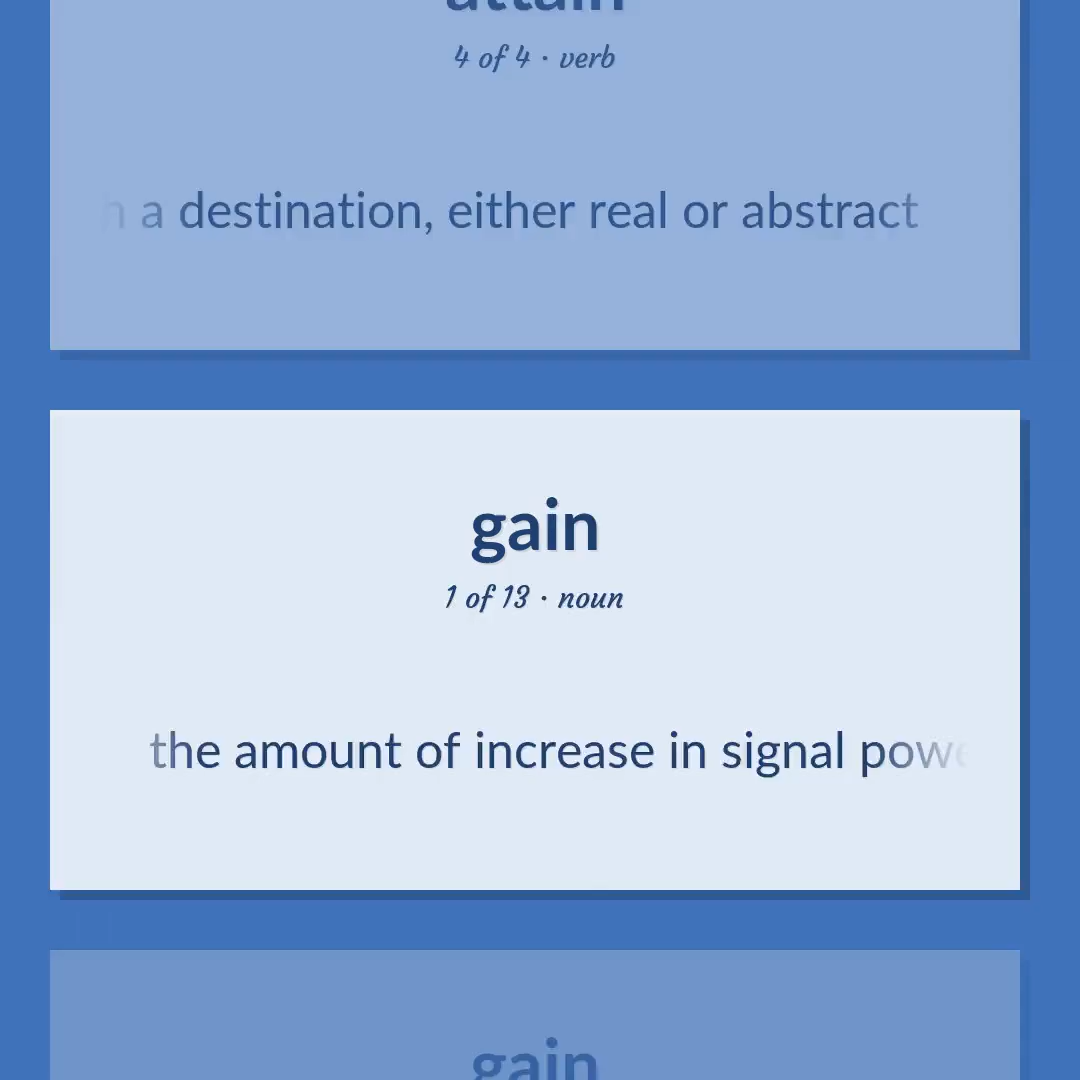 attain
4 of 4 · verb
a destination, either real or abstract
gain
1 of 13 · noun
the amount of increase in signal
gain